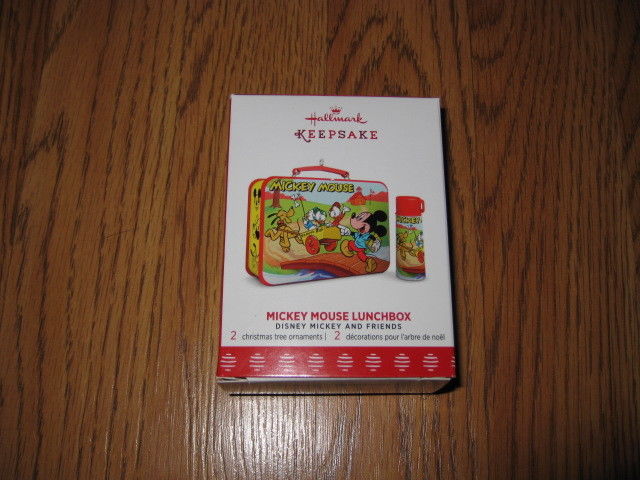 Hallmark
KEEPSAKE
MICKEY MOUSE
MICKEY
MICKEY MOUSE LUNCHBOX
DISNEY MICKEY AND FRIENDS
2 christmas tree ornaments | 2 décorations pour l'arbre de noël